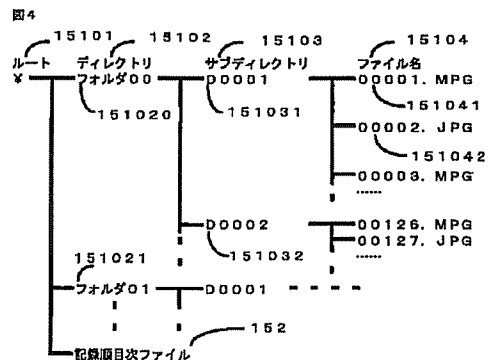 図4
15101 15102 15103 15104
ルート ディレクトリ サブディレクトリ ファイル名
¥ フォルダ00 D0001 00001. MPG
151020 151031 151041
00002. JPG
151042
00003. MPG
......
D0002 00126. MPG
00127. JPG
151021 151032 ......
フォルダ01 D0001
152
記録順目次ファイル